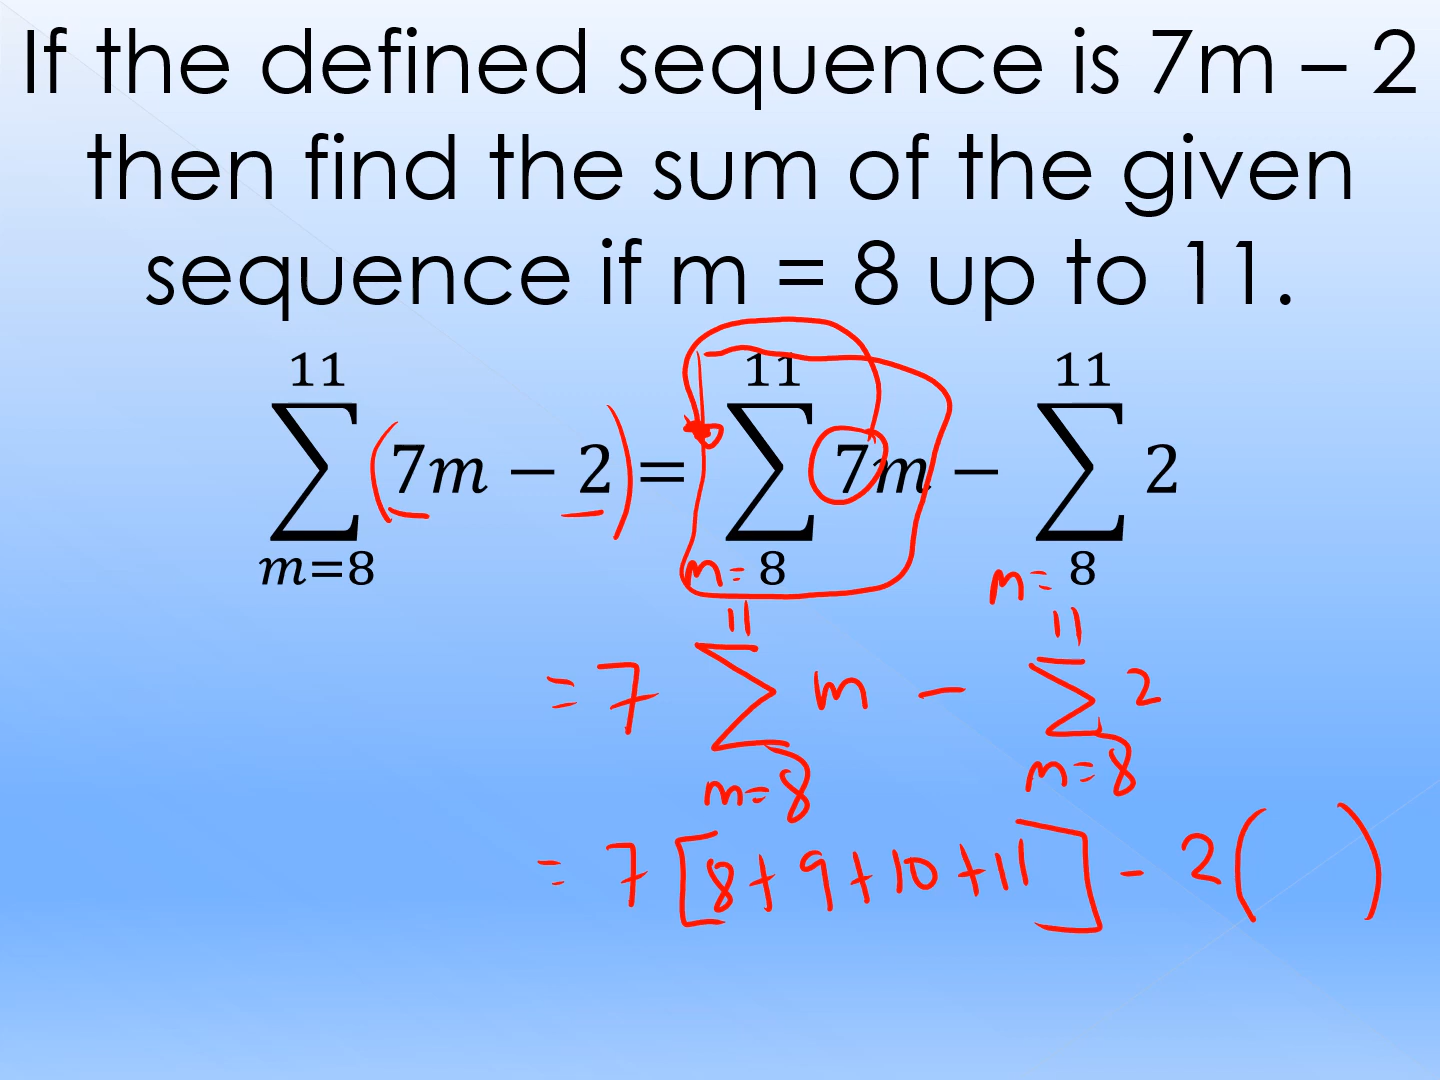 If the defined sequence is 7m – 2
then find the sum of the given
sequence if m = 8 up to 11.
∑_{m=8}^{11} (7m − 2) = ∑_{m=8}^{11} 7m − ∑_{m=8}^{11} 2
= 7 ∑_{m=8}^{11} m − ∑_{m=8}^{11} 2
= 7 [8 + 9 + 10 + 11] − 2 ( )